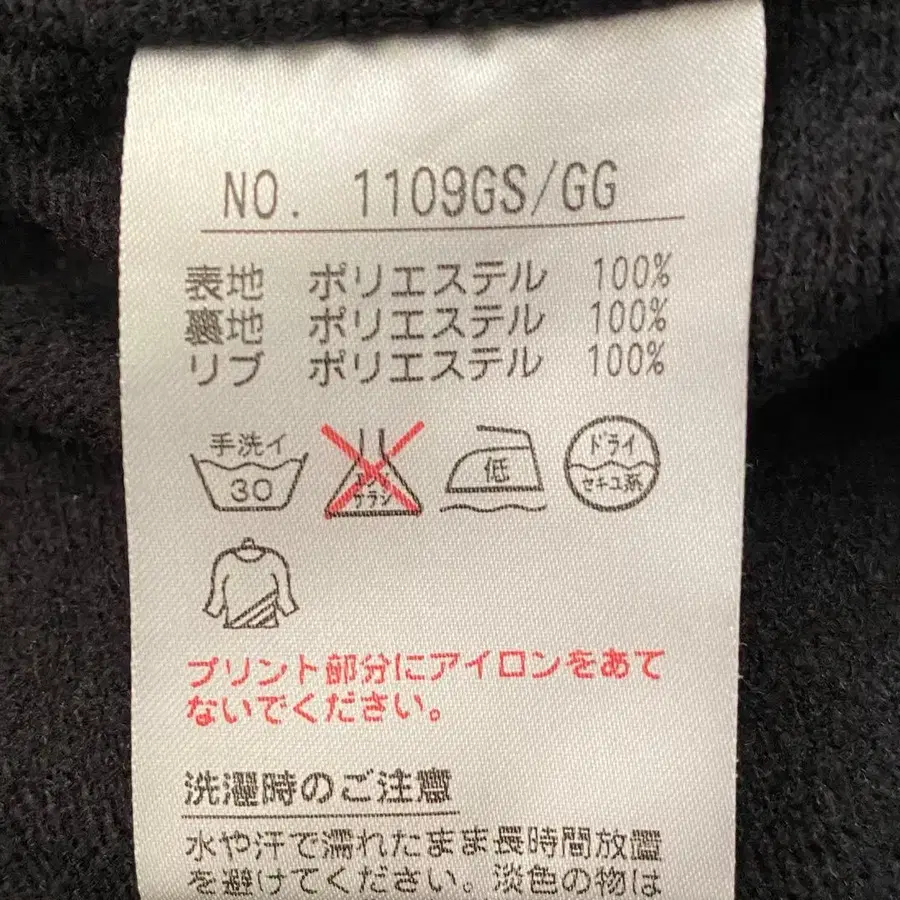 NO. 1109GS/GG
表地 ポリエステル 100%
裏地 ポリエステル 100%
リブ ポリエステル 100%
手洗イ
30
エンソ
サラシ
低
ドライ
セキユ系
プリント部分にアイロンをあて
ないでください。
洗濯時のご注意
水や汗で濡れたまま長時間放置
を避けてください。淡色の物は